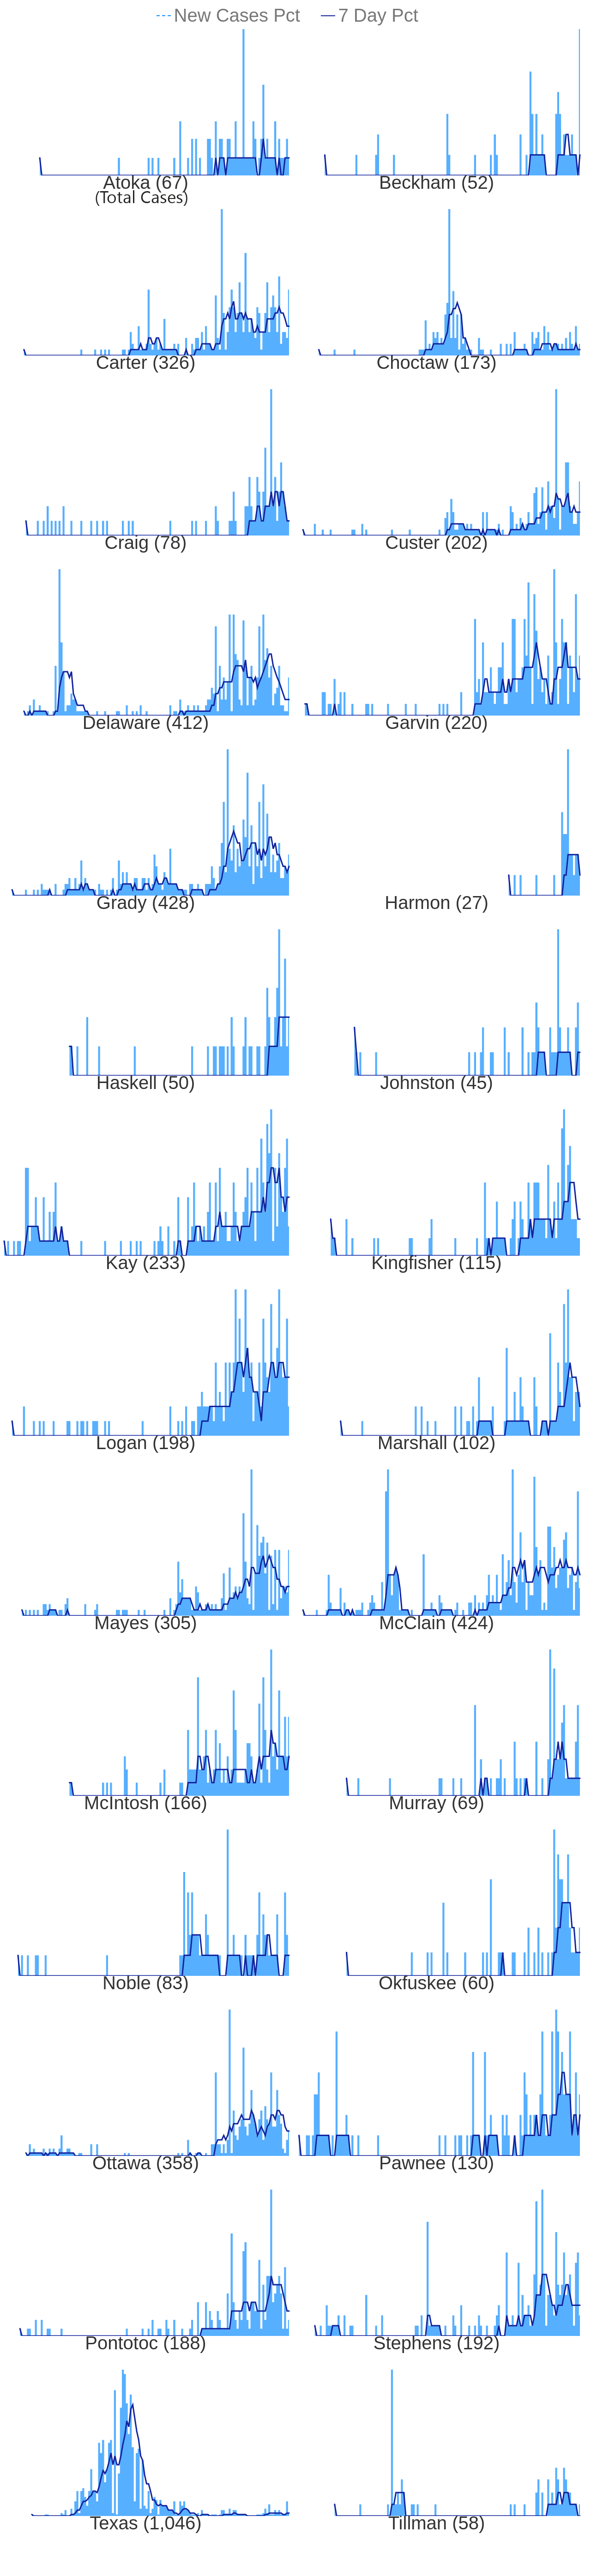 New Cases Pct 7 Day Pct
Atoka (67) Beckham (52)
(Total Cases)
Carter (326) Choctaw (173)
Craig (78) Custer (202)
Delaware (412) Garvin (220)
Grady (428) Harmon (27)
Haskell (50) Johnston (45)
Kay (233) Kingfisher (115)
Logan (198) Marshall (102)
Mayes (305) McClain (424)
McIntosh (166) Murray (69)
Noble (83) Okfuskee (60)
Ottawa (358) Pawnee (130)
Pontotoc (188) Stephens (192)
Texas (1,046) Tillman (58)